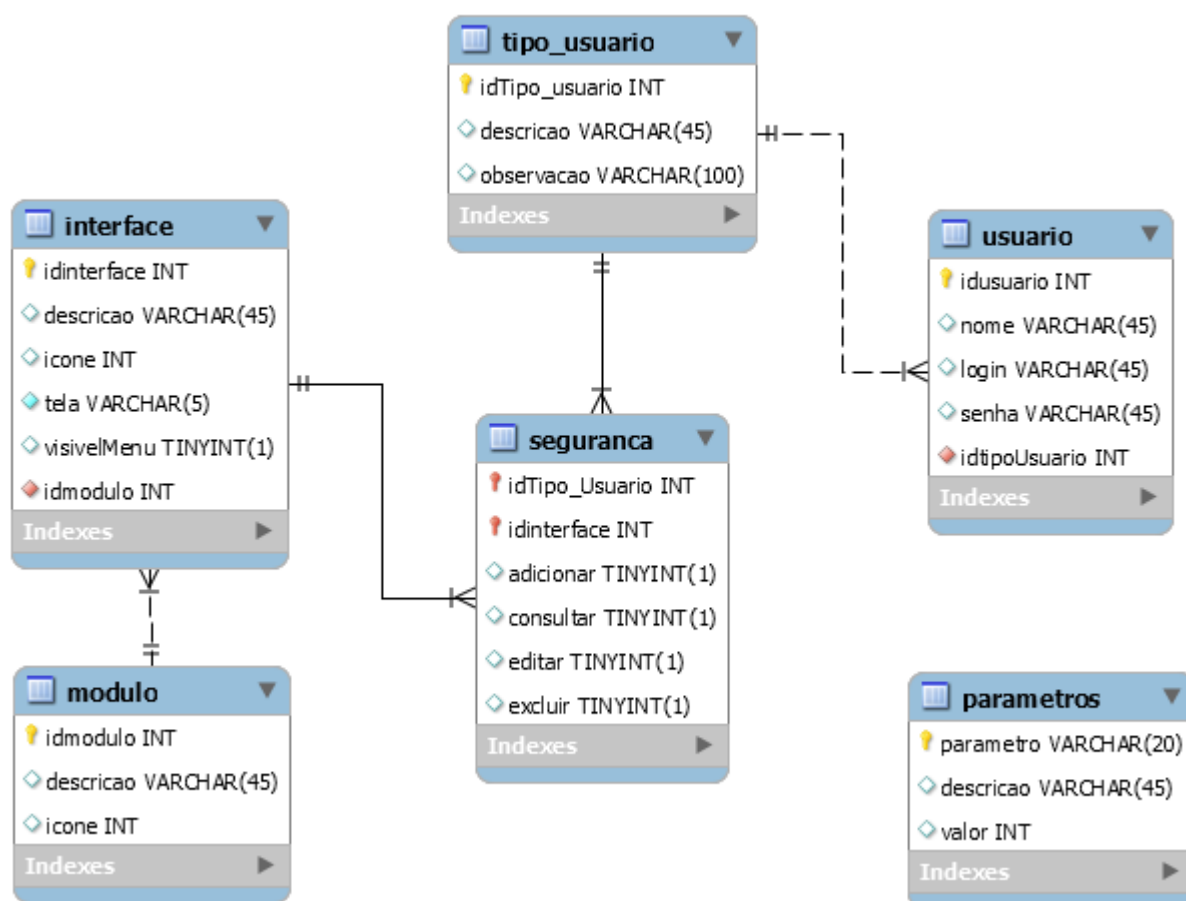 tipo_usuario
idTipo_usuario INT
descricao VARCHAR(45)
observacao VARCHAR(100)
Indexes
interface
idinterface INT
descricao VARCHAR(45)
icone INT
tela VARCHAR(5)
visivelMenu TINYINT(1)
idmodulo INT
Indexes
usuario
idusuario INT
nome VARCHAR(45)
login VARCHAR(45)
senha VARCHAR(45)
idtipoUsuario INT
Indexes
seguranca
idTipo_Usuario INT
idinterface INT
adicionar TINYINT(1)
consultar TINYINT(1)
editar TINYINT(1)
excluir TINYINT(1)
Indexes
modulo
idmodulo INT
descricao VARCHAR(45)
icone INT
Indexes
parametros
parametro VARCHAR(20)
descricao VARCHAR(45)
valor INT
Indexes